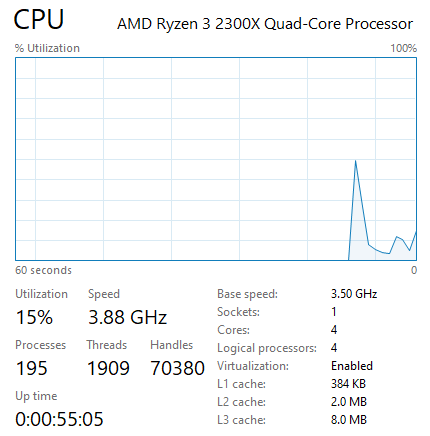 CPU AMD Ryzen 3 2300X Quad-Core Processor
% Utilization 100%
60 seconds 0
Utilization Speed
15% 3.88 GHz
Processes Threads Handles
195 1909 70380
Up time
0:00:55:05
Base speed: 3.50 GHz
Sockets: 1
Cores: 4
Logical processors: 4
Virtualization: Enabled
L1 cache: 384 KB
L2 cache: 2.0 MB
L3 cache: 8.0 MB